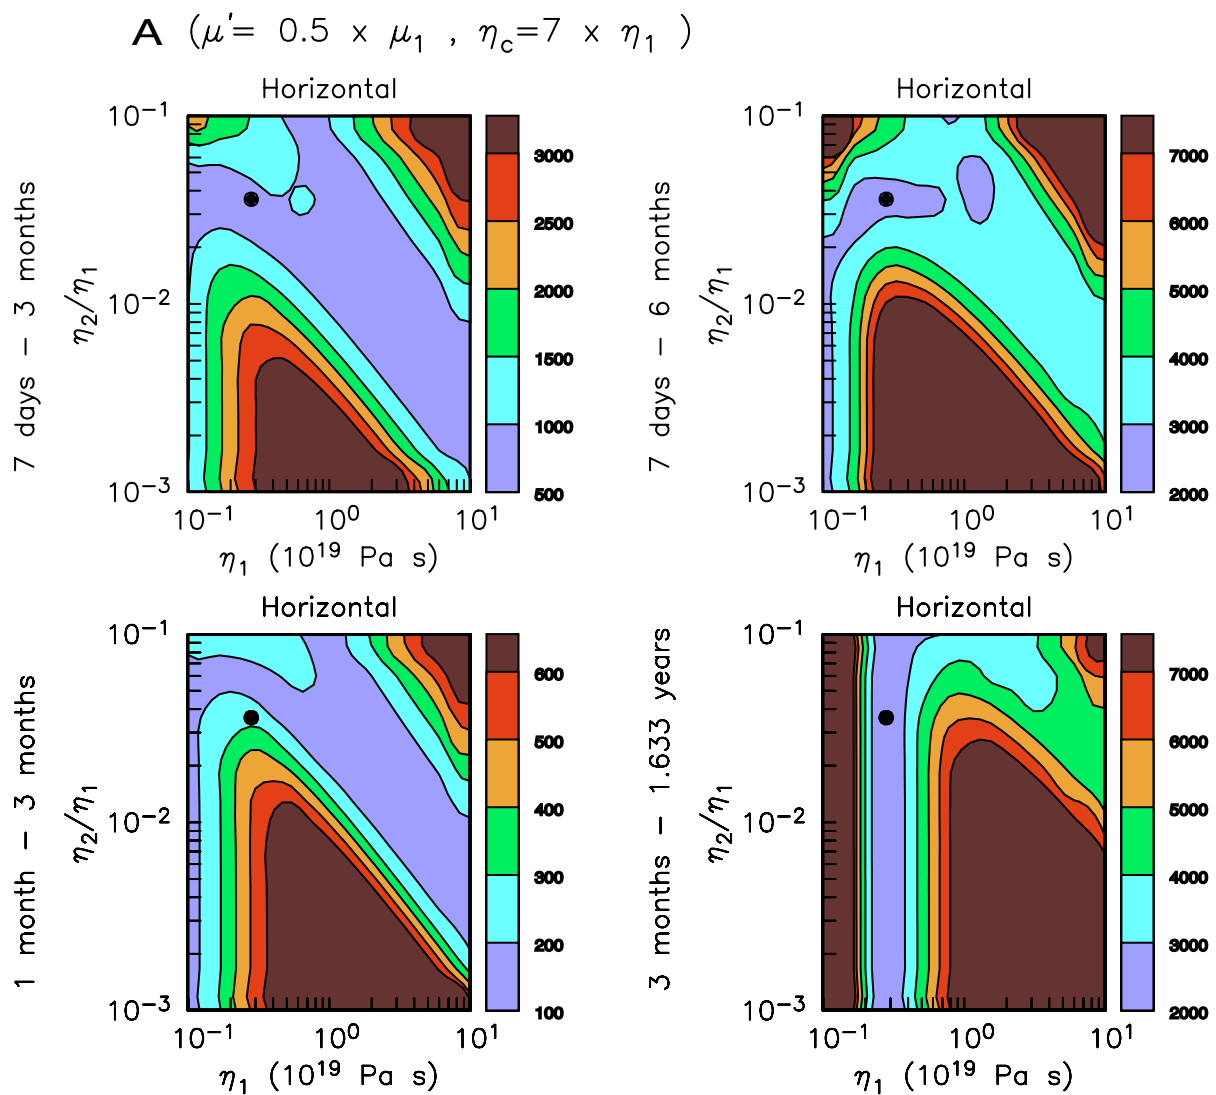 A (μ′= 0.5 × μ₁ , η_c=7 × η₁ )
Horizontal
7 days − 3 months
η₂/η₁
10⁻¹
10⁻²
10⁻³
10⁻¹ 10⁰ 10¹
η₁ (10¹⁹ Pa s)
3000
2500
2000
1500
1000
500
Horizontal
7 days − 6 months
η₂/η₁
10⁻¹
10⁻²
10⁻³
10⁻¹ 10⁰ 10¹
η₁ (10¹⁹ Pa s)
7000
6000
5000
4000
3000
2000
Horizontal
1 month − 3 months
η₂/η₁
10⁻¹
10⁻²
10⁻³
10⁻¹ 10⁰ 10¹
η₁ (10¹⁹ Pa s)
600
500
400
300
200
100
Horizontal
3 months − 1.633 years
η₂/η₁
10⁻¹
10⁻²
10⁻³
10⁻¹ 10⁰ 10¹
η₁ (10¹⁹ Pa s)
7000
6000
5000
4000
3000
2000